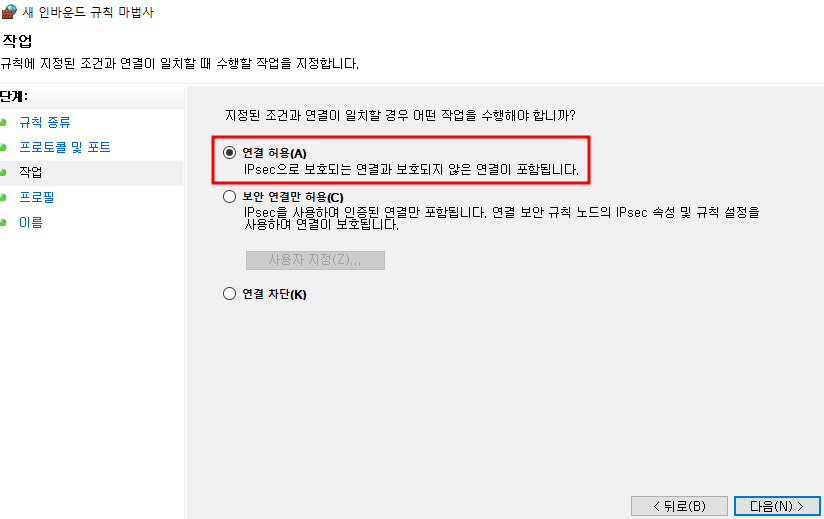 새 인바운드 규칙 마법사
작업
규칙에 지정된 조건과 연결이 일치할 때 수행할 작업을 지정합니다.
단계:
규칙 종류
프로토콜 및 포트
작업
프로필
이름
지정된 조건과 연결이 일치할 경우 어떤 작업을 수행해야 합니까?
연결 허용(A)
IPsec으로 보호되는 연결과 보호되지 않은 연결이 포함됩니다.
보안 연결만 허용(C)
IPsec을 사용하여 인증된 연결만 포함됩니다. 연결 보안 규칙 노드의 IPsec 속성 및 규칙 설정을
사용하여 연결이 보호됩니다.
사용자 지정(Z)...
연결 차단(K)
< 뒤로(B)
다음(N) >